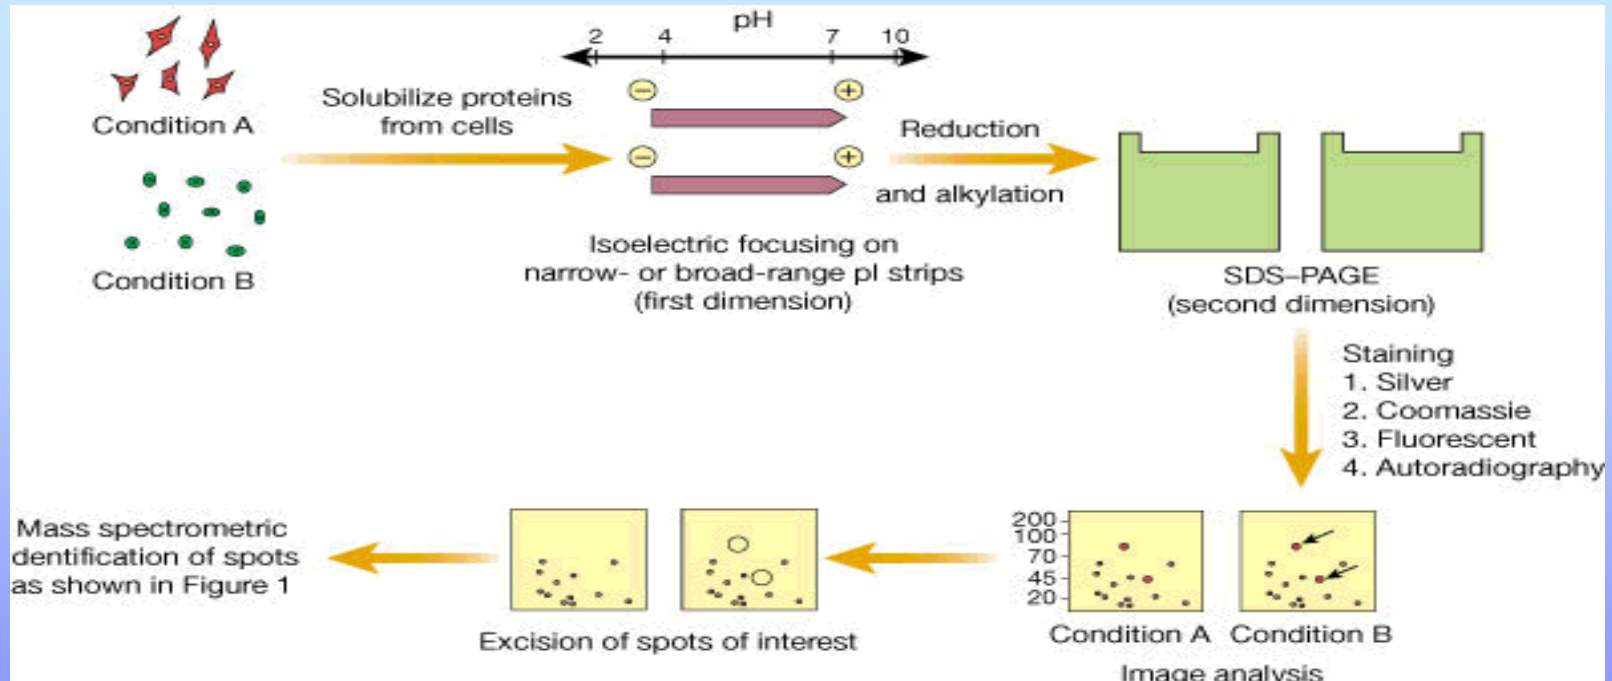 pH
2 4 7 10
Condition A
Solubilize proteins
from cells
− +
− +
Reduction
and alkylation
Condition B
Isoelectric focusing on
narrow- or broad-range pI strips
(first dimension)
SDS–PAGE
(second dimension)
Staining
1. Silver
2. Coomassie
3. Fluorescent
4. Autoradiography
200
100
70
45
20
Condition A Condition B
Image analysis
Excision of spots of interest
Mass spectrometric
dentification of spots
as shown in Figure 1